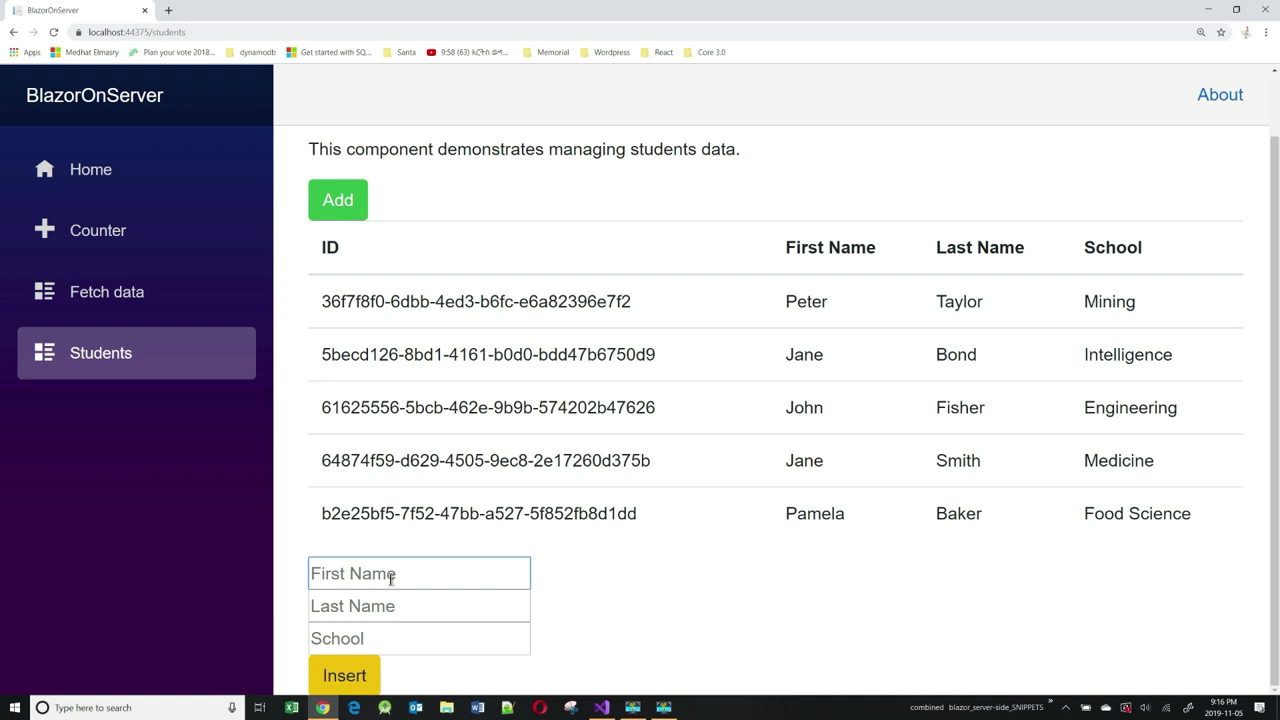 BlazorOnServer
localhost:44375/students
Apps Medhat Elmasry Plan your vote 2018... dynamodb Get started with SQ... Santa Memorial Wordpress React Core 3.0
BlazorOnServer
About
Home
Counter
Fetch data
Students
This component demonstrates managing students data.
Add
ID First Name Last Name School
36f7f8f0-6dbb-4ed3-b6fc-e6a82396e7f2 Peter Taylor Mining
5becd126-8bd1-4161-b0d0-bdd47b6750d9 Jane Bond Intelligence
61625556-5bcb-462e-9b9b-574202b47626 John Fisher Engineering
64874f59-d629-4505-9ec8-2e17260d375b Jane Smith Medicine
b2e25bf5-7f52-47bb-a527-5f852fb8d1dd Pamela Baker Food Science
First Name
Last Name
School
Insert
Type here to search
combined blazor_server-side_SNIPPETS
9:16 PM
2019-11-05